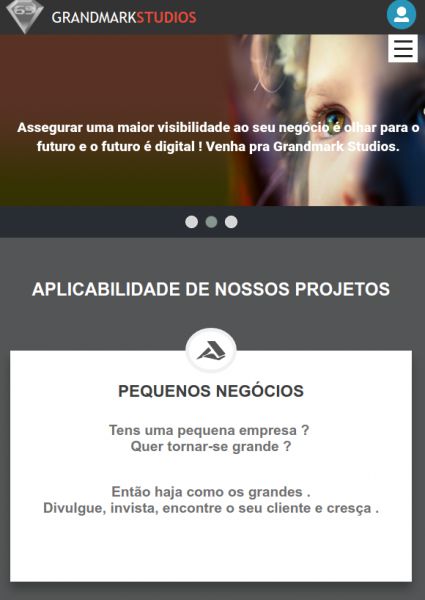 GS
GRANDMARKSTUDIOS
Assegurar uma maior visibilidade ao seu negócio é olhar para o
futuro e o futuro é digital ! Venha pra Grandmark Studios.
APLICABILIDADE DE NOSSOS PROJETOS
PEQUENOS NEGÓCIOS
Tens uma pequena empresa ?
Quer tornar-se grande ?
Então haja como os grandes .
Divulgue, invista, encontre o seu cliente e cresça .